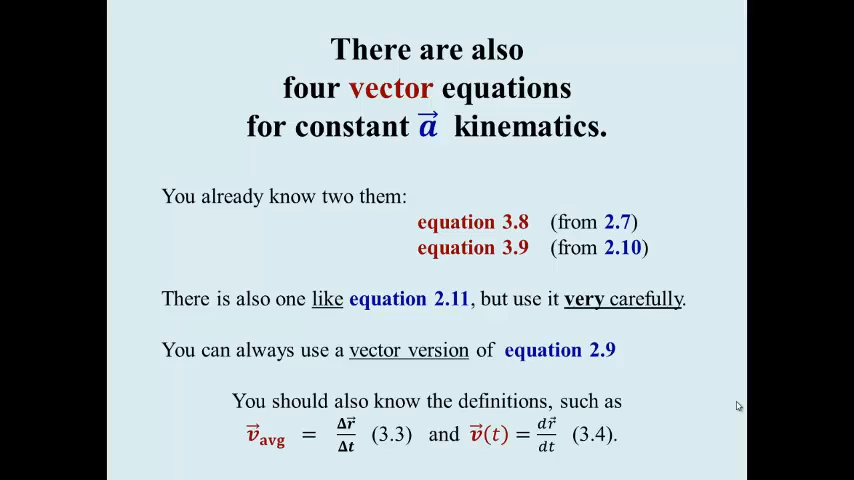 There are also
four vector equations
for constant a⃗ kinematics.
You already know two them:
equation 3.8 (from 2.7)
equation 3.9 (from 2.10)
There is also one like equation 2.11, but use it very carefully.
You can always use a vector version of equation 2.9
You should also know the definitions, such as
v⃗avg = Δr⃗/Δt (3.3) and v⃗(t) = dr⃗/dt (3.4).